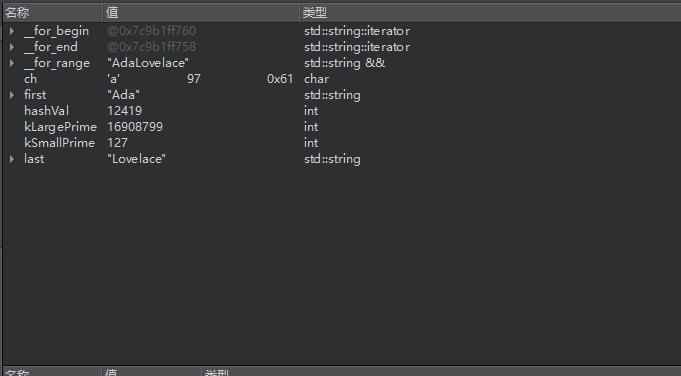 名称 值 类型
__for_begin @0x7c9b1ff760 std::string::iterator
__for_end @0x7c9b1ff758 std::string::iterator
__for_range "AdaLovelace" std::string &&
ch 'a' 97 0x61 char
first "Ada" std::string
hashVal 12419 int
kLargePrime 16908799 int
kSmallPrime 127 int
last "Lovelace" std::string
名称 值 类型